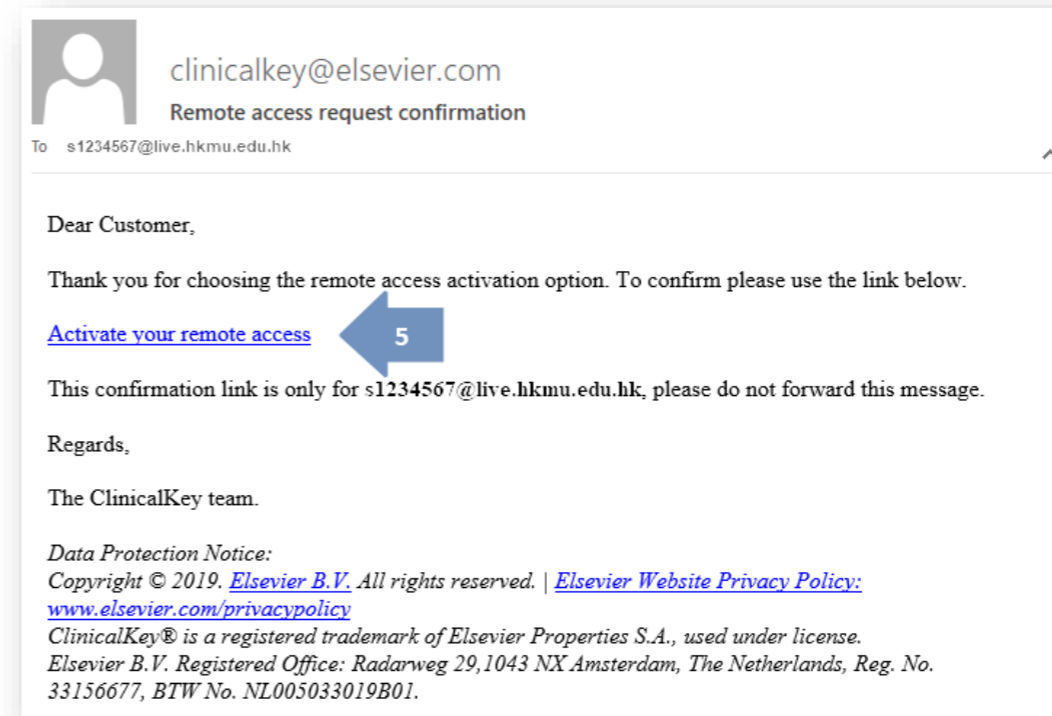 clinicalkey@elsevier.com
Remote access request confirmation
To s1234567@live.hkmu.edu.hk
Dear Customer,
Thank you for choosing the remote access activation option. To confirm please use the link below.
Activate your remote access
5
This confirmation link is only for s1234567@live.hkmu.edu.hk, please do not forward this message.
Regards,
The ClinicalKey team.
Data Protection Notice:
Copyright © 2019. Elsevier B.V. All rights reserved. | Elsevier Website Privacy Policy:
www.elsevier.com/privacypolicy
ClinicalKey® is a registered trademark of Elsevier Properties S.A., used under license.
Elsevier B.V. Registered Office: Radarweg 29,1043 NX Amsterdam, The Netherlands, Reg. No.
33156677, BTW No. NL005033019B01.